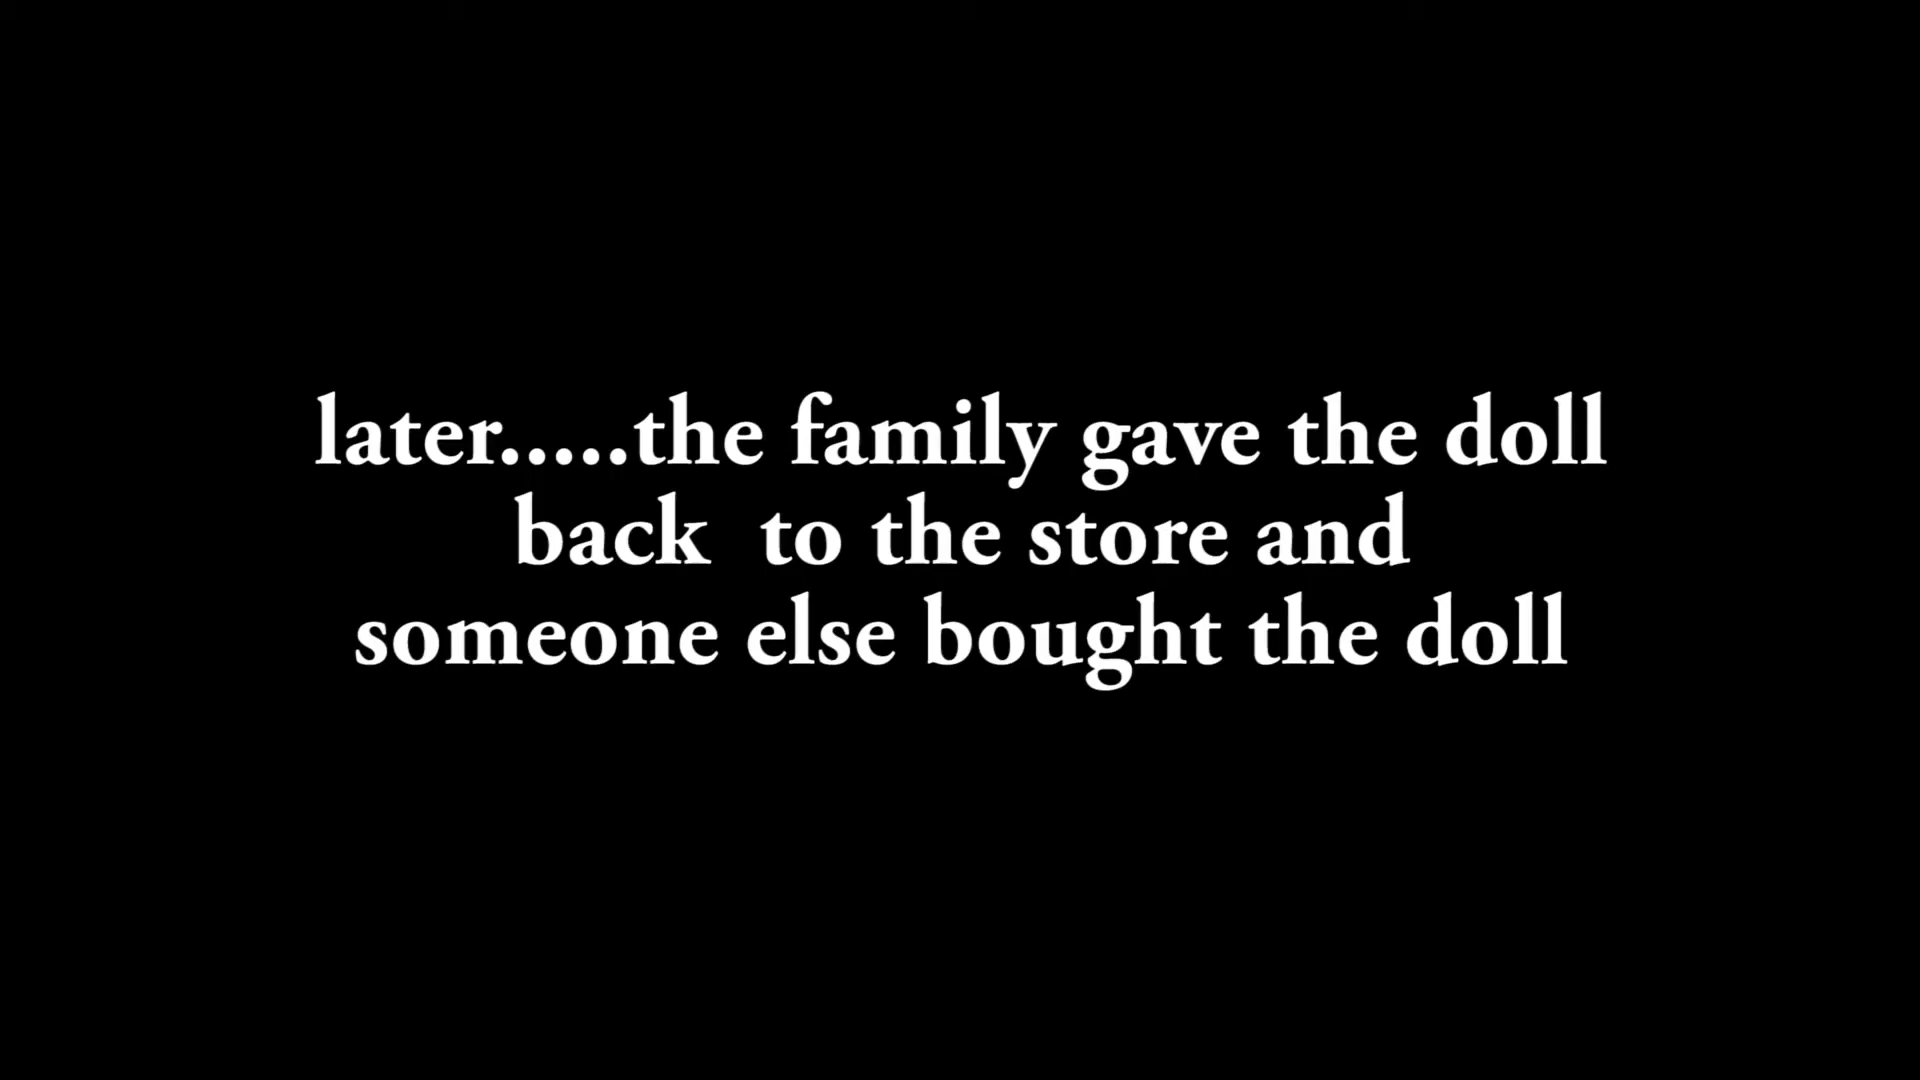 later.....the family gave the doll
back  to the store and
someone else bought the doll